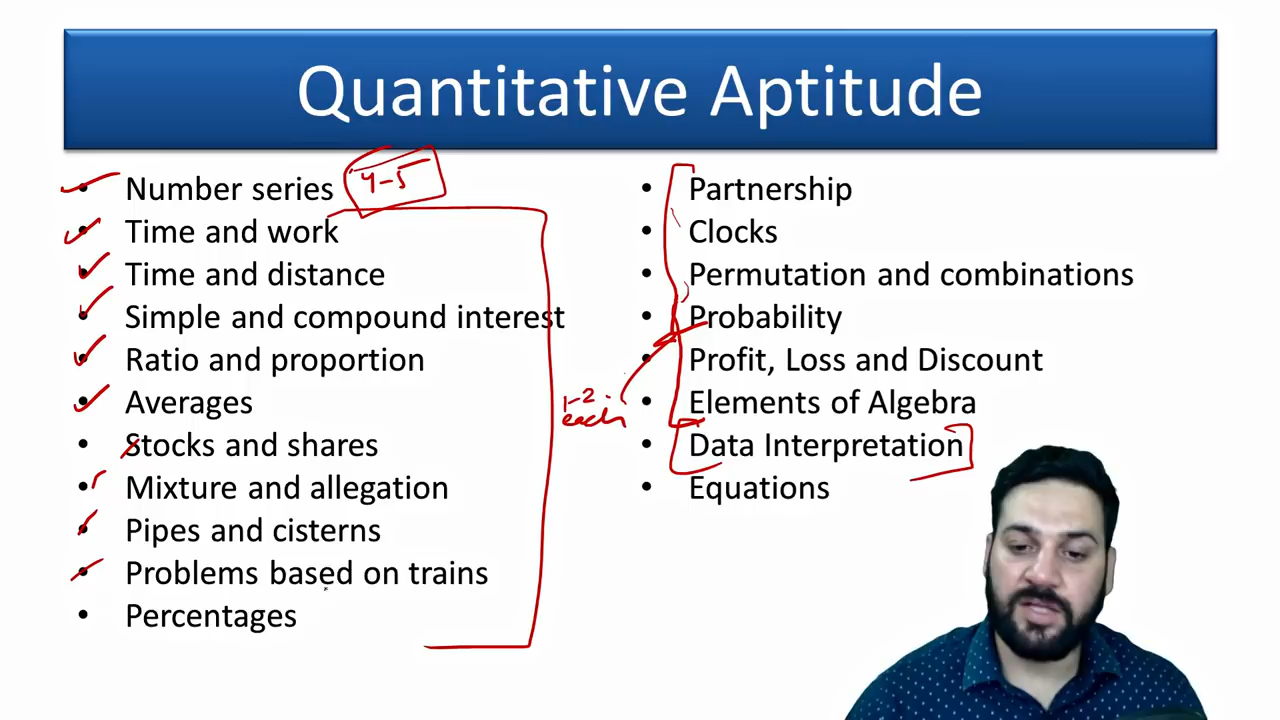 Quantitative Aptitude
• Number series
4-5
• Time and work
• Time and distance
• Simple and compound interest
• Ratio and proportion
• Averages
• Stocks and shares
• Mixture and allegation
• Pipes and cisterns
• Problems based on trains
• Percentages
1-2
each
• Partnership
• Clocks
• Permutation and combinations
• Probability
• Profit, Loss and Discount
• Elements of Algebra
• Data Interpretation
• Equations